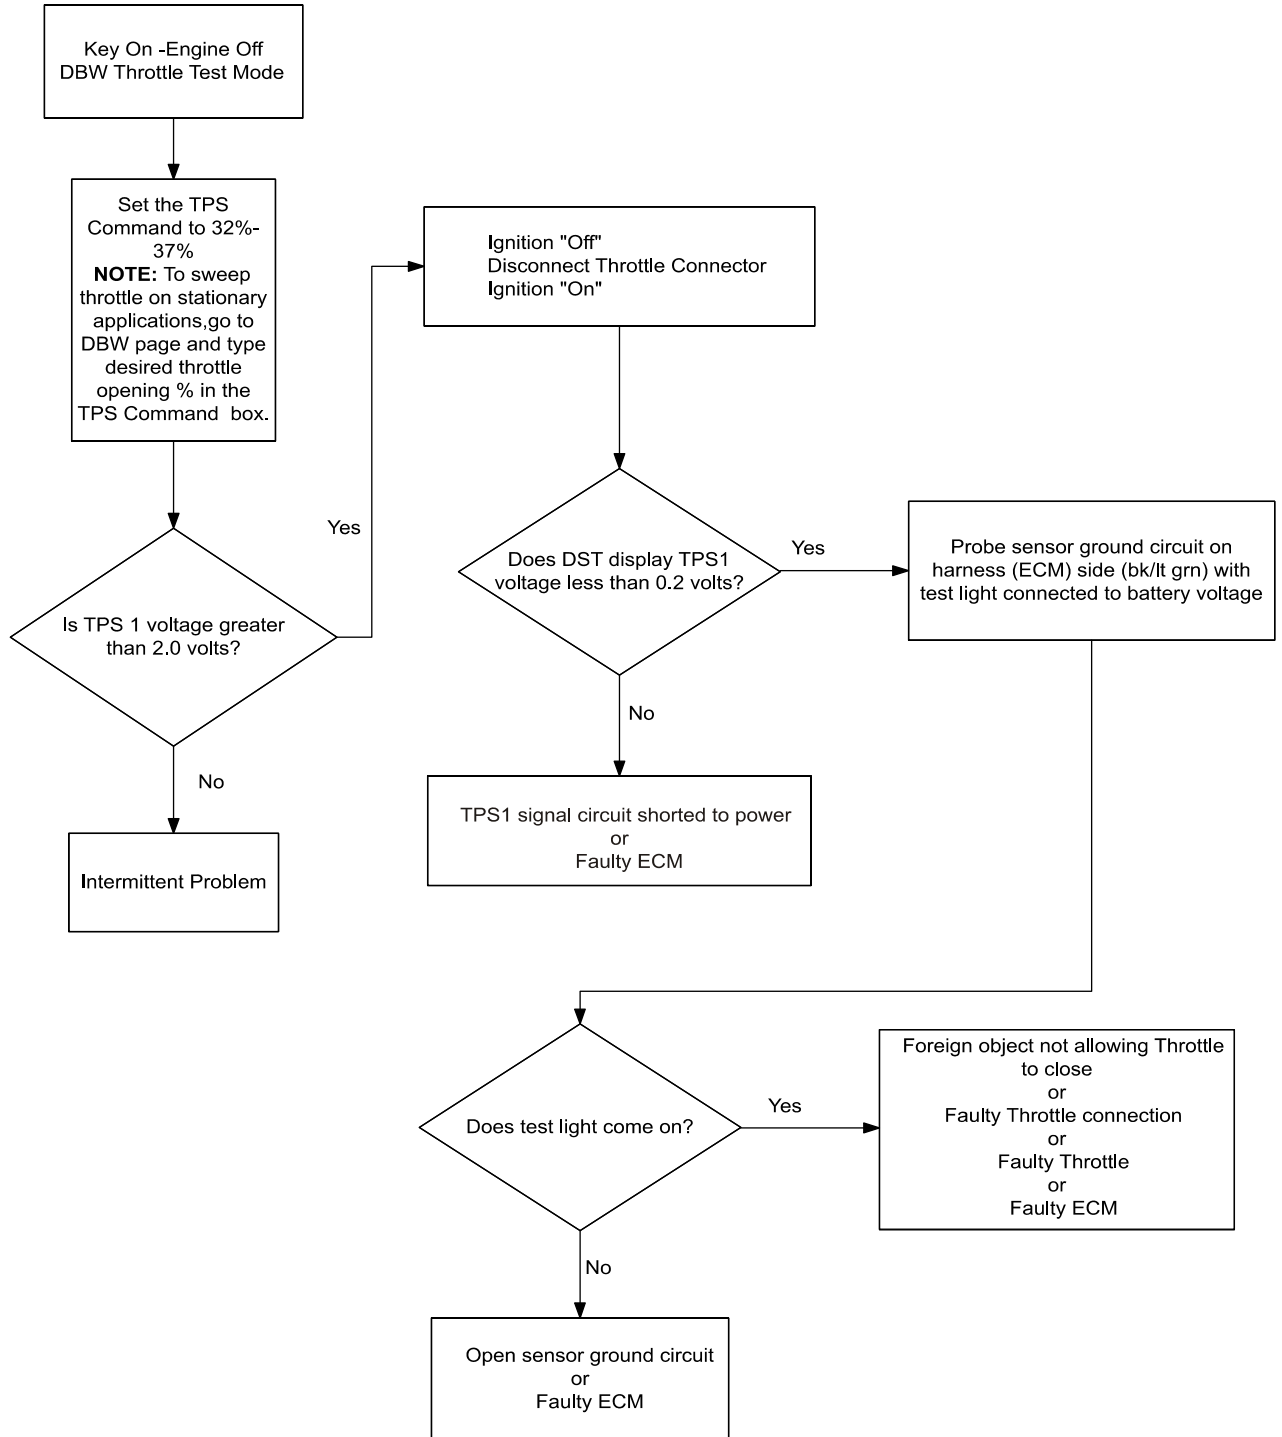 Key On -Engine Off
DBW Throttle Test Mode
Set the TPS
Command to 32%-
37%
NOTE: To sweep
throttle on stationary
applications,go to
DBW page and type
desired throttle
opening % in the
TPS Command box.
Is TPS 1 voltage greater
than 2.0 volts?
Yes
No
Intermittent Problem
Ignition "Off"
Disconnect Throttle Connector
Ignition "On"
Does DST display TPS1
voltage less than 0.2 volts?
Yes
No
TPS1 signal circuit shorted to power
or
Faulty ECM
Probe sensor ground circuit on
harness (ECM) side (bk/lt grn) with
test light connected to battery voltage
Does test light come on?
Yes
Foreign object not allowing Throttle
to close
or
Faulty Throttle connection
or
Faulty Throttle
or
Faulty ECM
No
Open sensor ground circuit
or
Faulty ECM